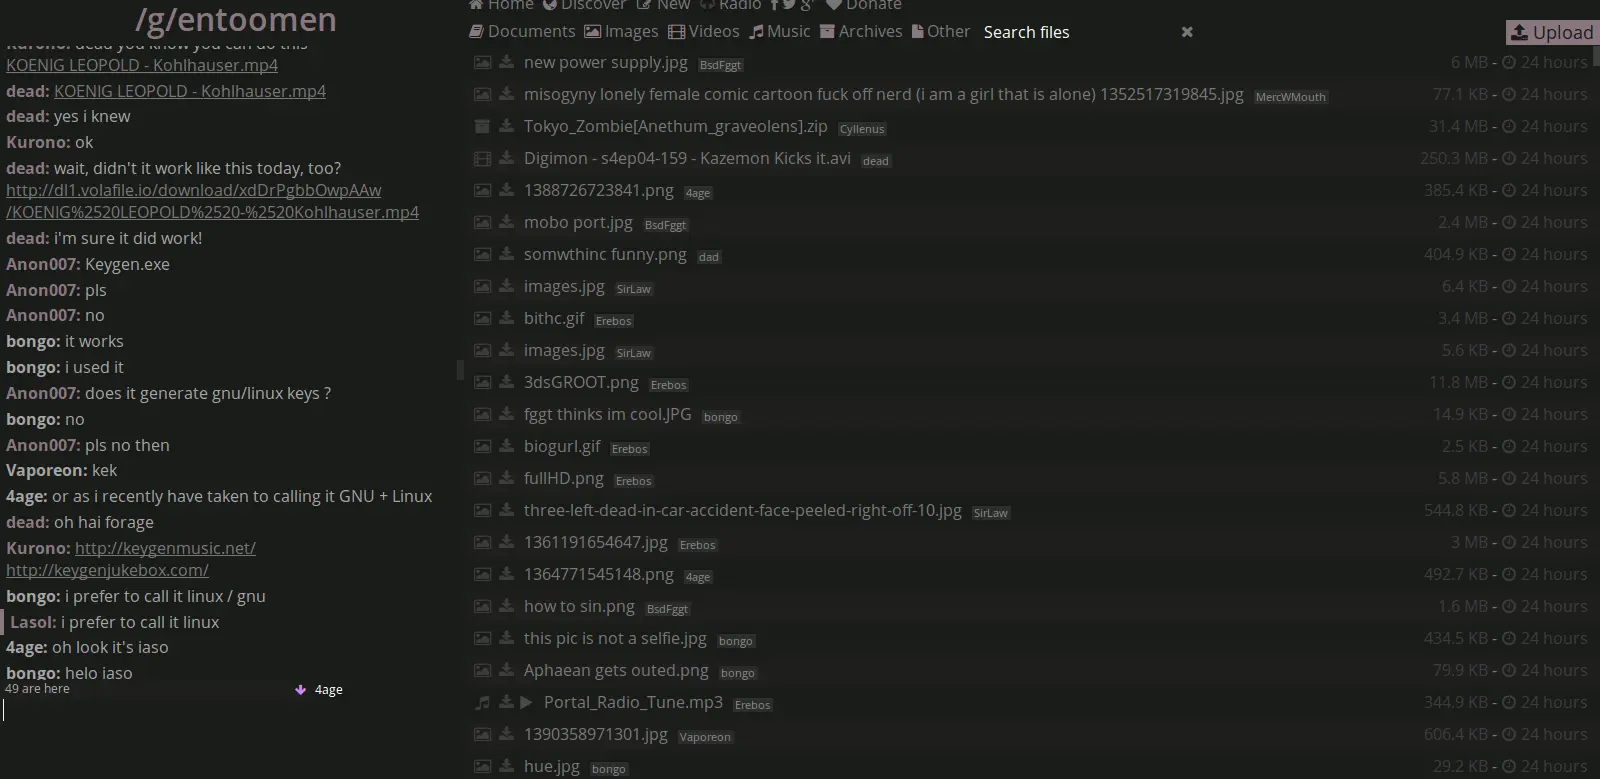 /g/entoomen
Kurono: dead you know you can do this
KOENIG LEOPOLD - Kohlhauser.mp4
dead: KOENIG LEOPOLD - Kohlhauser.mp4
dead: yes i knew
Kurono: ok
dead: wait, didn't it work like this today, too?
http://dl1.volafile.io/download/xdDrPgbbOwpAAw
/KOENIG%2520LEOPOLD%2520-%2520Kohlhauser.mp4
dead: i'm sure it did work!
Anon007: Keygen.exe
Anon007: pls
Anon007: no
bongo: it works
bongo: i used it
Anon007: does it generate gnu/linux keys ?
bongo: no
Anon007: pls no then
Vaporeon: kek
4age: or as i recently have taken to calling it GNU + Linux
dead: oh hai forage
Kurono: http://keygenmusic.net/
http://keygenjukebox.com/
bongo: i prefer to call it linux / gnu
Lasol: i prefer to call it linux
4age: oh look it's iaso
bongo: helo iaso
49 are here 4age
Home Discover New Radio Donate
Documents Images Videos Music Archives Other Search files Upload
new power supply.jpg BsdFggt 6 MB - 24 hours
misogyny lonely female comic cartoon fuck off nerd (i am a girl that is alone) 1352517319845.jpg MercWMouth 77.1 KB - 24 hours
Tokyo_Zombie[Anethum_graveolens].zip Cyllenus 31.4 MB - 24 hours
Digimon - s4ep04-159 - Kazemon Kicks it.avi dead 250.3 MB - 24 hours
1388726723841.png 4age 385.4 KB - 24 hours
mobo port.jpg BsdFggt 2.4 MB - 24 hours
somwthinc funny.png dad 404.9 KB - 24 hours
images.jpg SirLaw 6.4 KB - 24 hours
bithc.gif Erebos 3.4 MB - 24 hours
images.jpg SirLaw 5.6 KB - 24 hours
3dsGROOT.png Erebos 11.8 MB - 24 hours
fggt thinks im cool.JPG bongo 14.9 KB - 24 hours
biogurl.gif Erebos 2.5 KB - 24 hours
fullHD.png Erebos 5.8 MB - 24 hours
three-left-dead-in-car-accident-face-peeled-right-off-10.jpg SirLaw 544.8 KB - 24 hours
1361191654647.jpg Erebos 3 MB - 24 hours
1364771545148.png 4age 492.7 KB - 24 hours
how to sin.png BsdFggt 1.6 MB - 24 hours
this pic is not a selfie.jpg bongo 434.5 KB - 24 hours
Aphaean gets outed.png bongo 79.9 KB - 24 hours
Portal_Radio_Tune.mp3 Erebos 344.9 KB - 24 hours
1390358971301.jpg Vaporeon 606.4 KB - 24 hours
hue.jpg bongo 29.2 KB - 24 hours